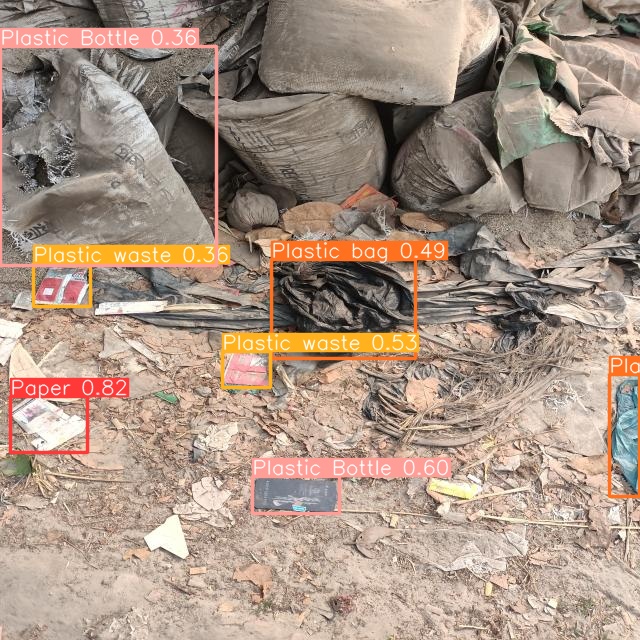 Plastic Bottle 0.36
Plastic waste 0.36
Plastic bag 0.49
Plastic waste 0.53
Pla
Paper 0.82
Plastic Bottle 0.60